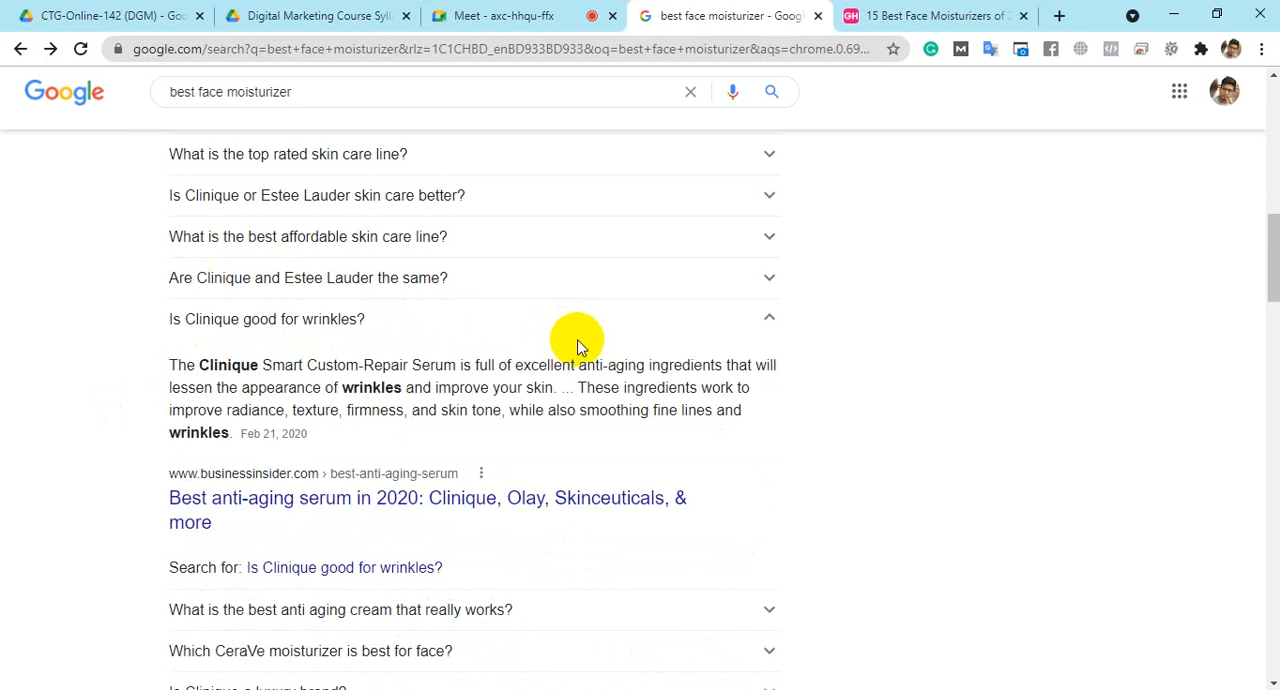 CTG-Online-142 (DGM) - Goo
Digital Marketing Course Syll
Meet - axc-hhqu-ffx
best face moisturizer - Google
GH
15 Best Face Moisturizers of 2
google.com/search?q=best+face+moisturizer&rlz=1C1CHBD_enBD933BD933&oq=best+face+moisturizer&aqs=chrome.0.69...
Google
best face moisturizer
What is the top rated skin care line?
Is Clinique or Estee Lauder skin care better?
What is the best affordable skin care line?
Are Clinique and Estee Lauder the same?
Is Clinique good for wrinkles?
The Clinique Smart Custom-Repair Serum is full of excellent anti-aging ingredients that will
lessen the appearance of wrinkles and improve your skin. ... These ingredients work to
improve radiance, texture, firmness, and skin tone, while also smoothing fine lines and
wrinkles. Feb 21, 2020
www.businessinsider.com › best-anti-aging-serum
Best anti-aging serum in 2020: Clinique, Olay, Skinceuticals, &
more
Search for: Is Clinique good for wrinkles?
What is the best anti aging cream that really works?
Which CeraVe moisturizer is best for face?
Is Clinique a luxury brand?